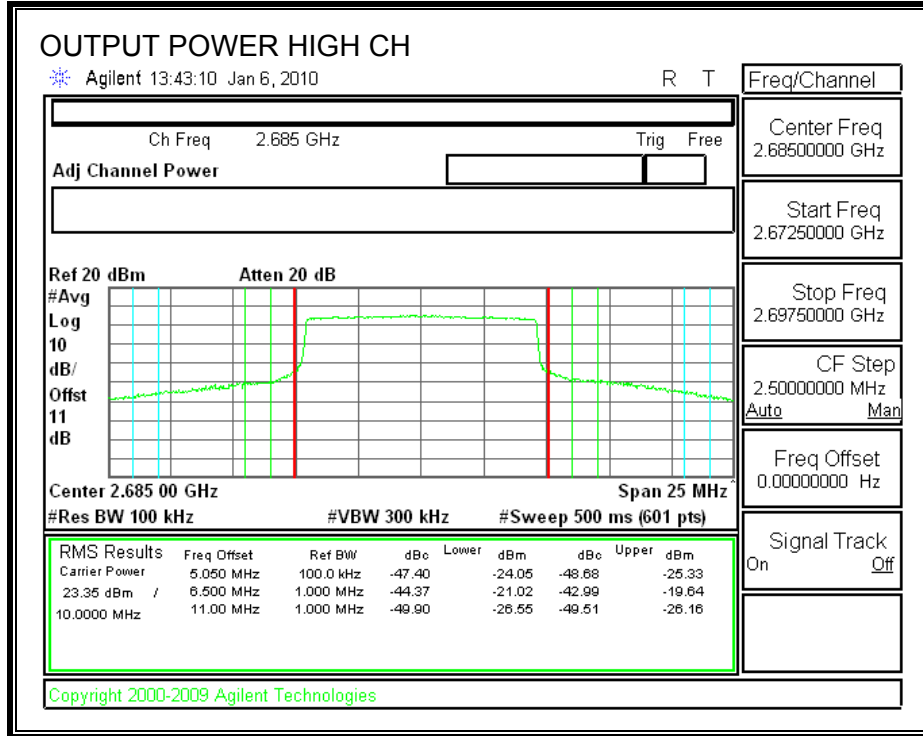 OUTPUT POWER HIGH CH
Agilent 13:43:10 Jan 6, 2010 R T
Freq/Channel
Ch Freq 2.685 GHz Trig Free
Adj Channel Power
Center Freq
2.68500000 GHz
Start Freq
2.67250000 GHz
Stop Freq
2.69750000 GHz
CF Step
2.50000000 MHz
Auto Man
Freq Offset
0.00000000 Hz
Signal Track
On Off
Ref 20 dBm Atten 20 dB
#Avg
Log
10
dB/
Offst
11
dB
Center 2.685 00 GHz Span 25 MHz^
#Res BW 100 kHz #VBW 300 kHz #Sweep 500 ms (601 pts)
RMS Results Freq Offset Ref BW dBc Lower dBm dBc Upper dBm
Carrier Power 5.050 MHz 100.0 kHz -47.40 -24.05 -48.68 -25.33
23.35 dBm / 6.500 MHz 1.000 MHz -44.37 -21.02 -42.99 -19.64
10.0000 MHz 11.00 MHz 1.000 MHz -49.90 -26.55 -49.51 -26.16
Copyright 2000-2009 Agilent Technologies